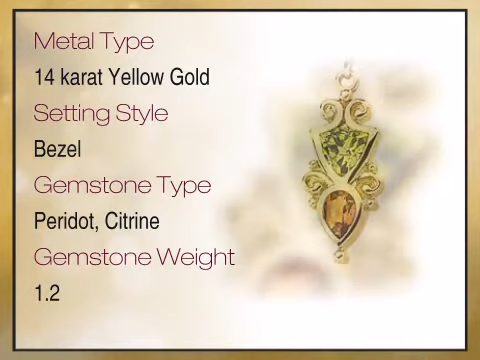 Metal Type
14 karat Yellow Gold
Setting Style
Bezel
Gemstone Type
Peridot, Citrine
Gemstone Weight
1.2